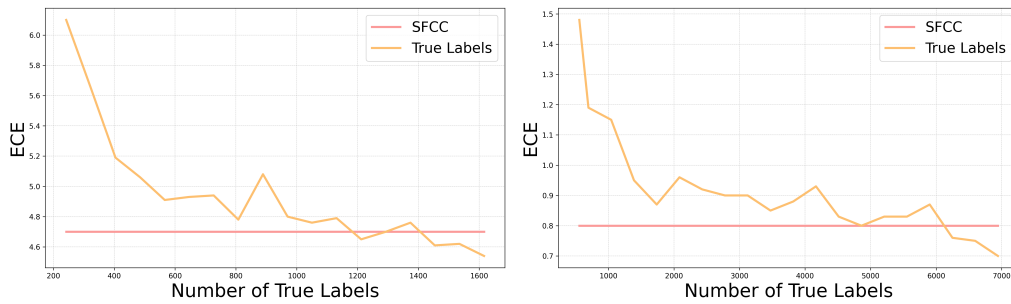 SFCC
True Labels
6.0
5.8
5.6
5.4
5.2
5.0
4.8
4.6
ECE
200 400 600 800 1000 1200 1400 1600
Number of True Labels
SFCC
True Labels
1.5
1.4
1.3
1.2
1.1
1.0
0.9
0.8
0.7
ECE
1000 2000 3000 4000 5000 6000 7000
Number of True Labels